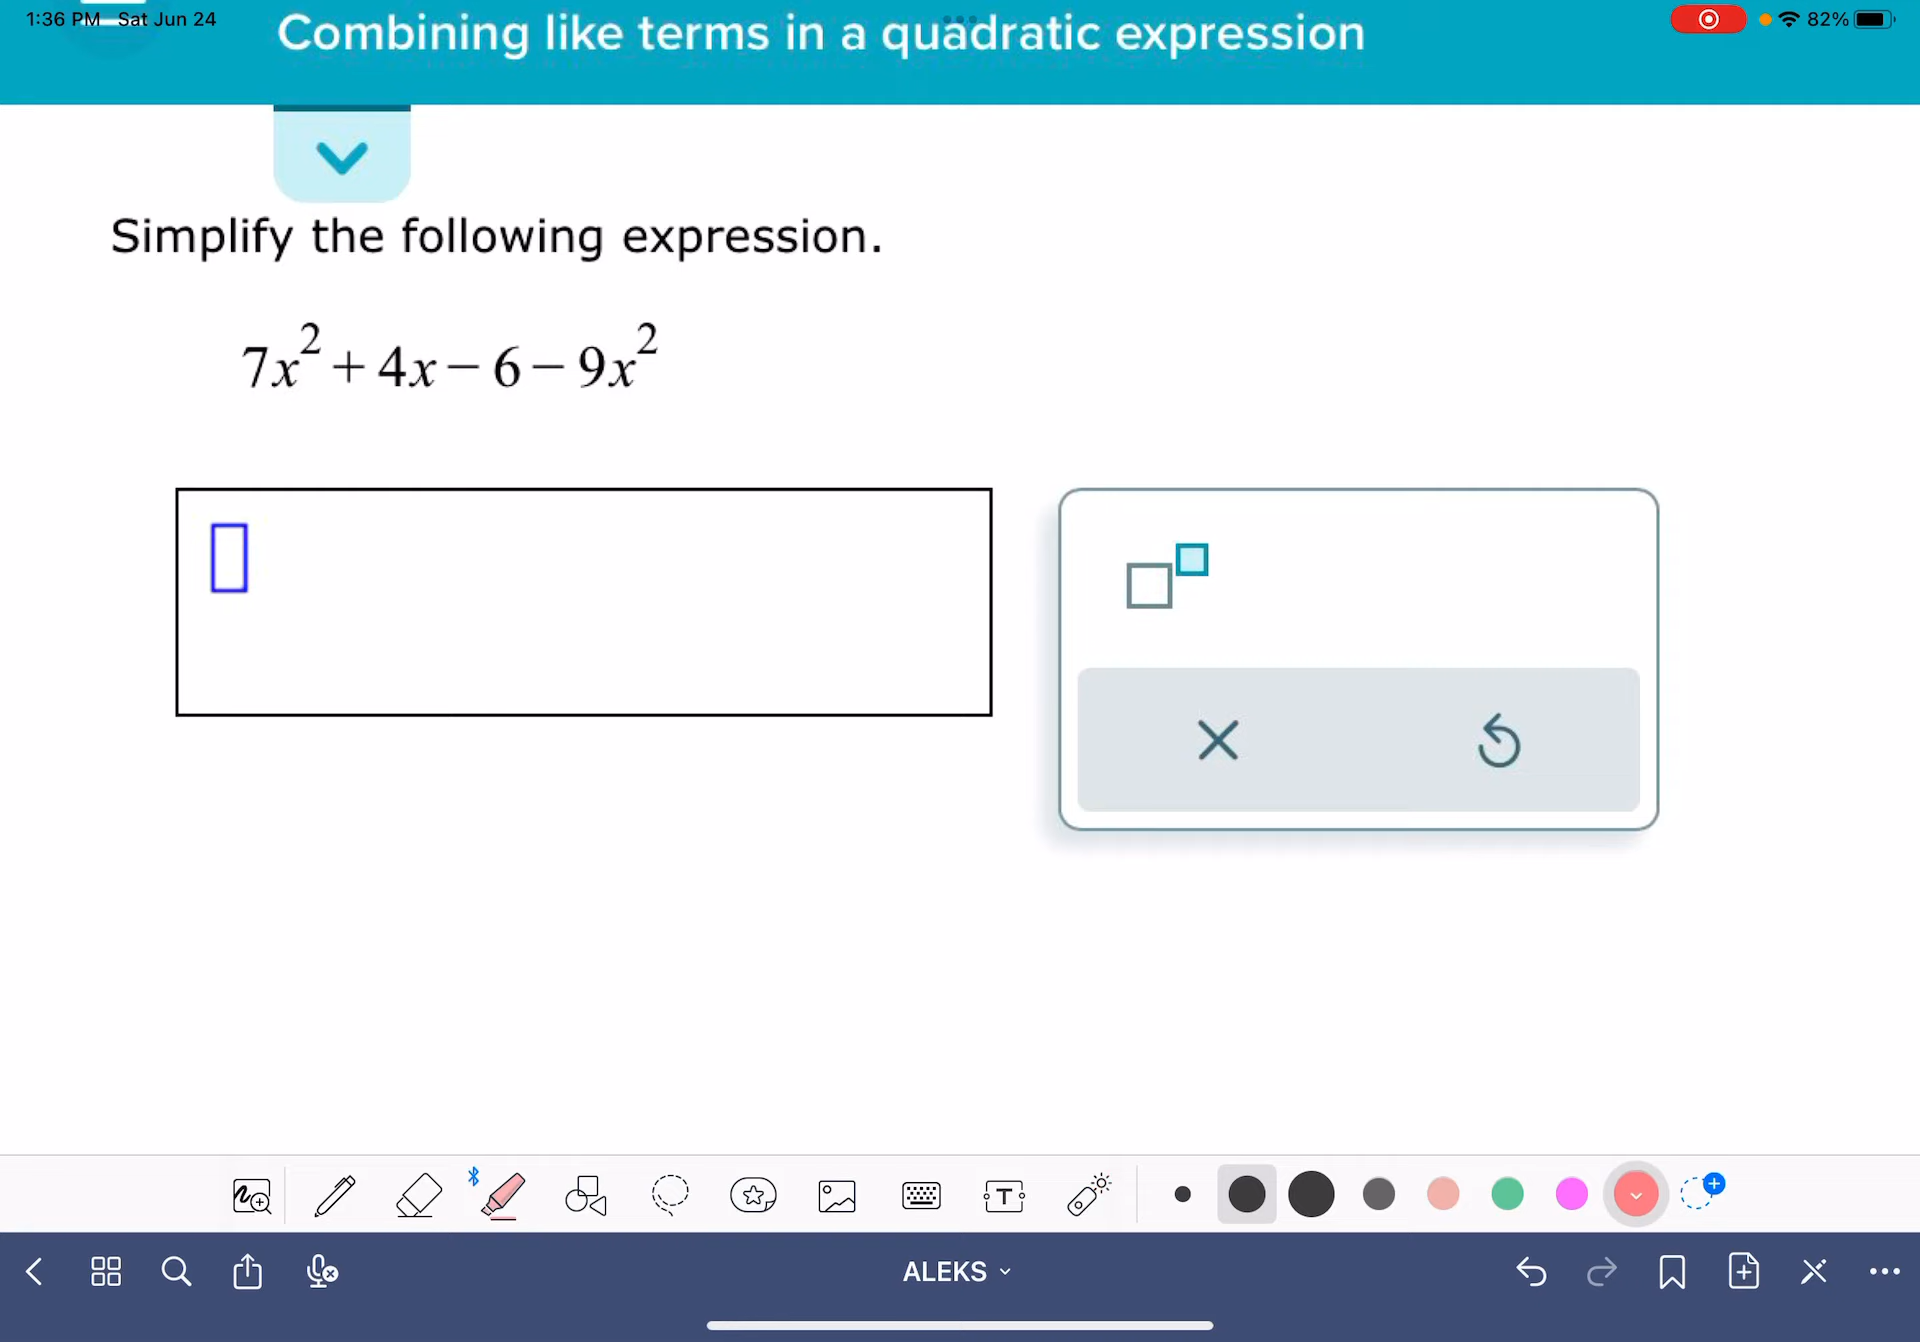 1:36 PM Sat Jun 24
82%
Combining like terms in a quadratic expression
Simplify the following expression.
7x² + 4x − 6 − 9x²
T
ALEKS